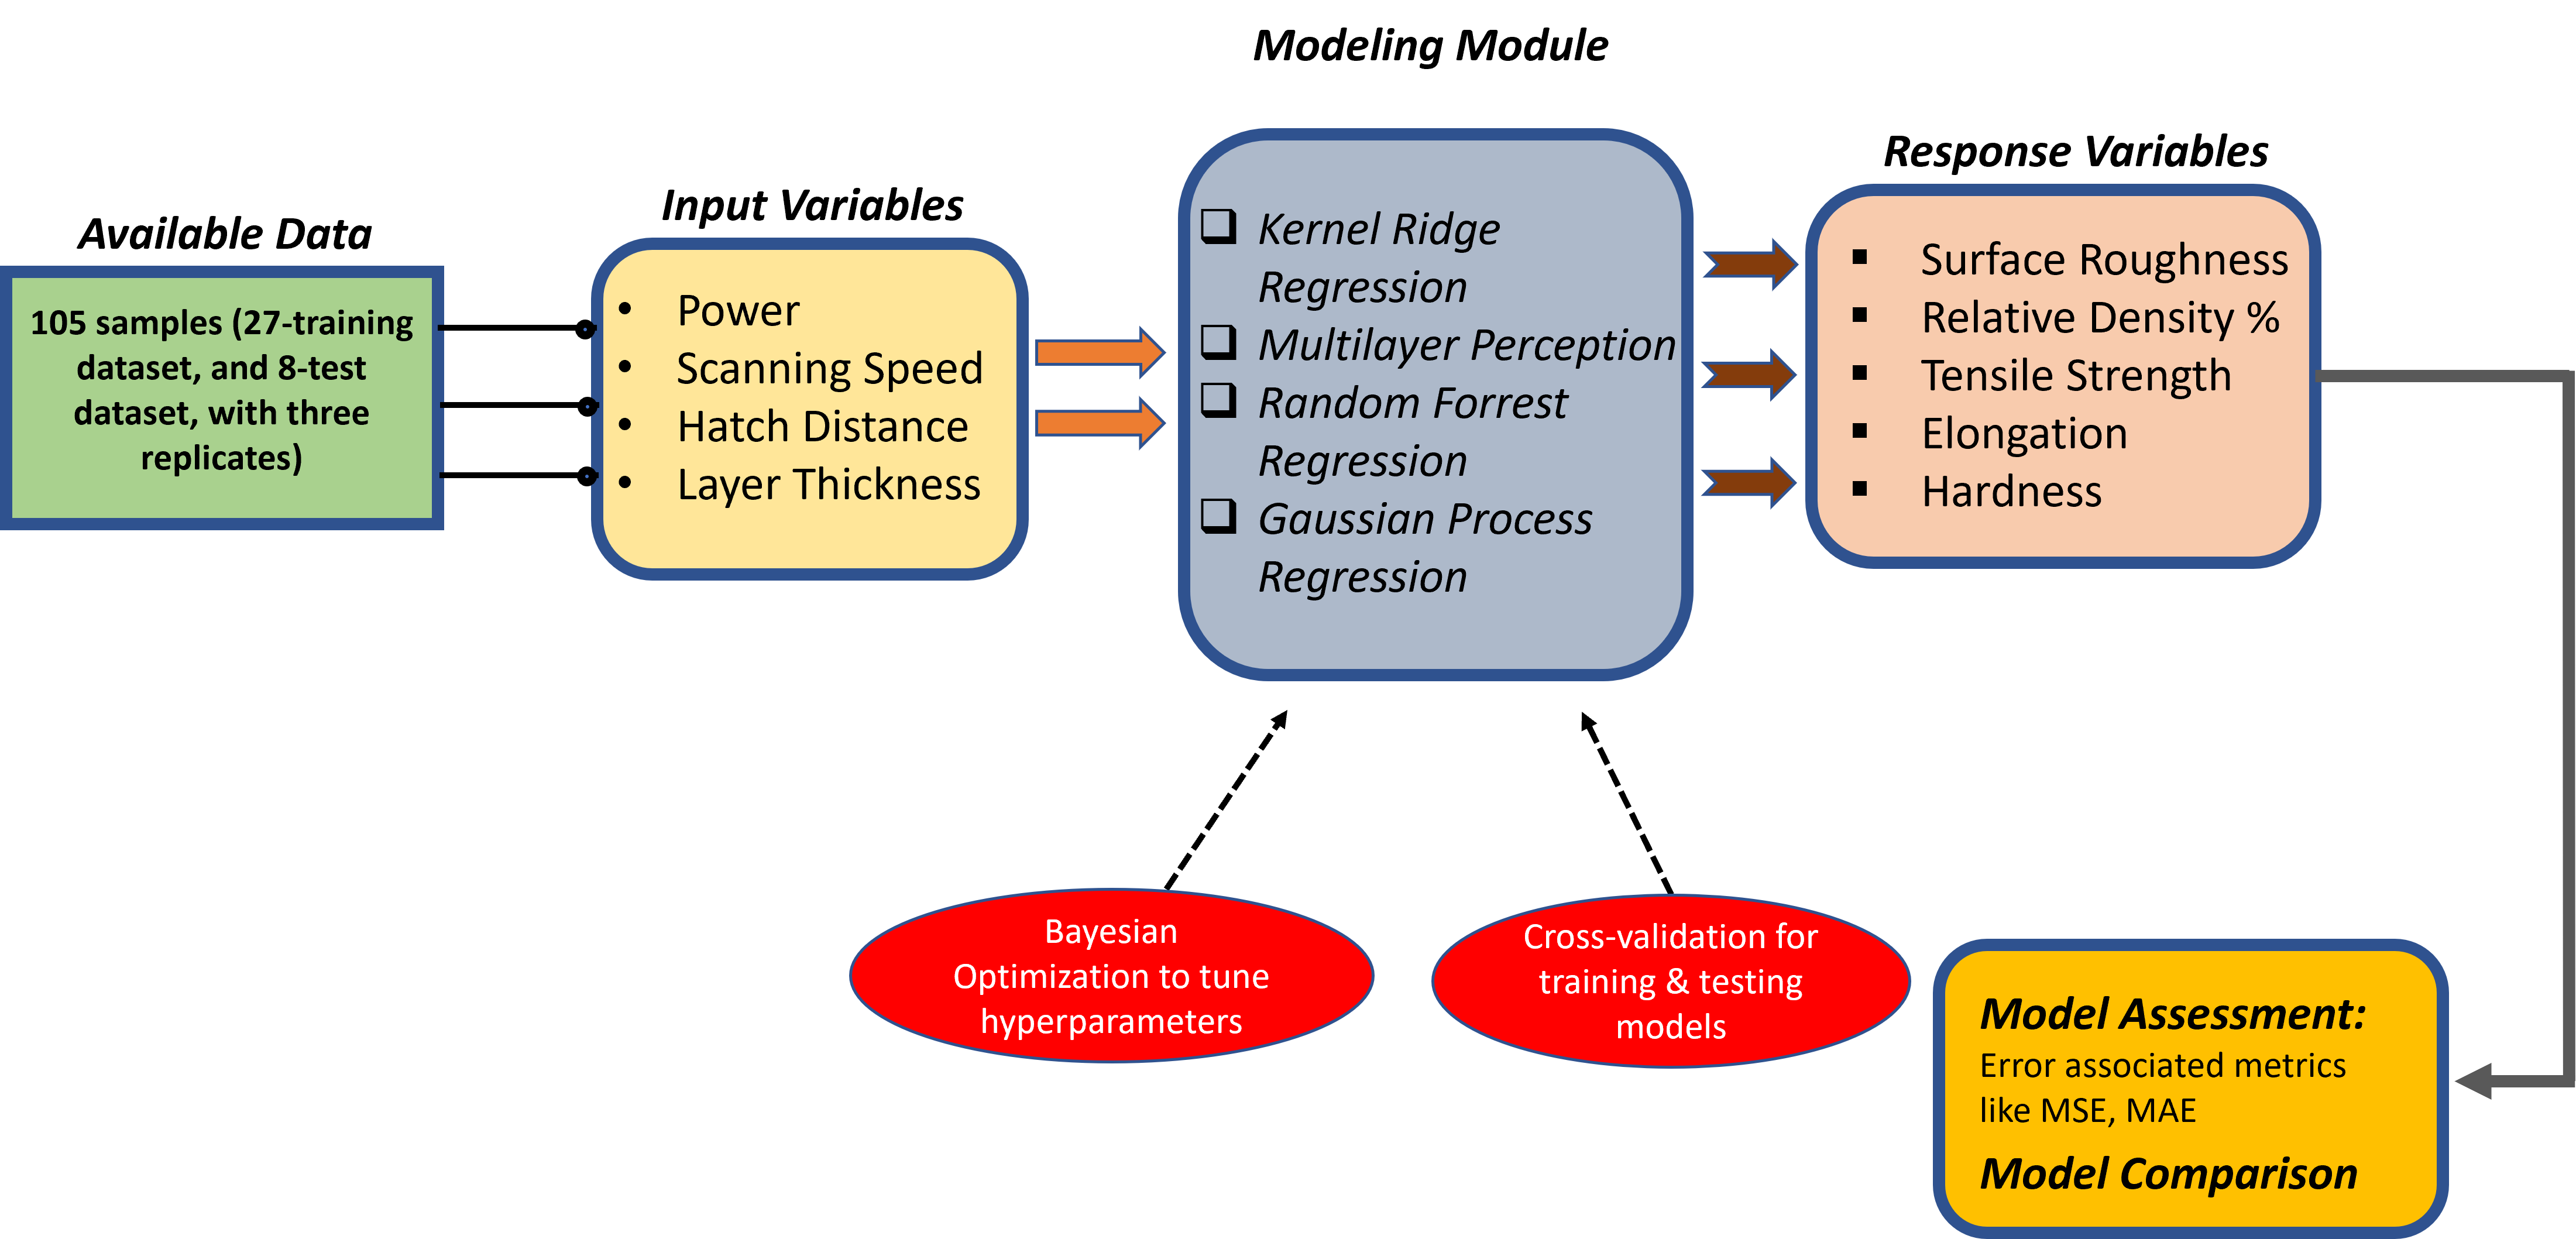 Modeling Module
Available Data
105 samples (27-training
dataset, and 8-test
dataset, with three
replicates)
Input Variables
• Power
• Scanning Speed
• Hatch Distance
• Layer Thickness
❑ Kernel Ridge
Regression
❑ Multilayer Perception
❑ Random Forrest
Regression
❑ Gaussian Process
Regression
Response Variables
▪ Surface Roughness
▪ Relative Density %
▪ Tensile Strength
▪ Elongation
▪ Hardness
Bayesian
Optimization to tune
hyperparameters
Cross-validation for
training & testing
models
Model Assessment:
Error associated metrics
like MSE, MAE
Model Comparison